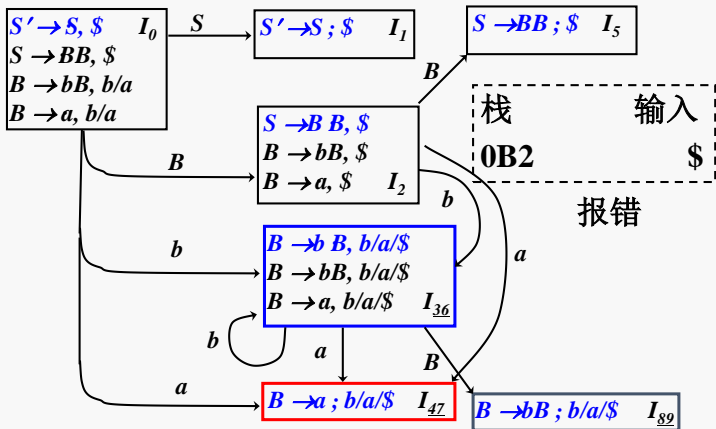 S′ → S, $ I0
S → BB, $
B → bB, b/a
B → a, b/a
S
S′ → S ; $ I1
S → BB ; $ I5
B
栈 输入
0B2 $
报错
S → B B, $
B → bB, $
B → a, $ I2
B
b
a
b
B → b B, b/a/$
B → bB, b/a/$
B → a, b/a/$ I36
b
a
B
a
B → a ; b/a/$ I47
B → bB ; b/a/$ I89